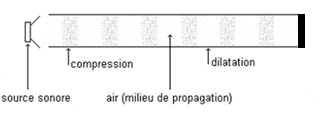 compression
dilatation
source sonore
air (milieu de propagation)